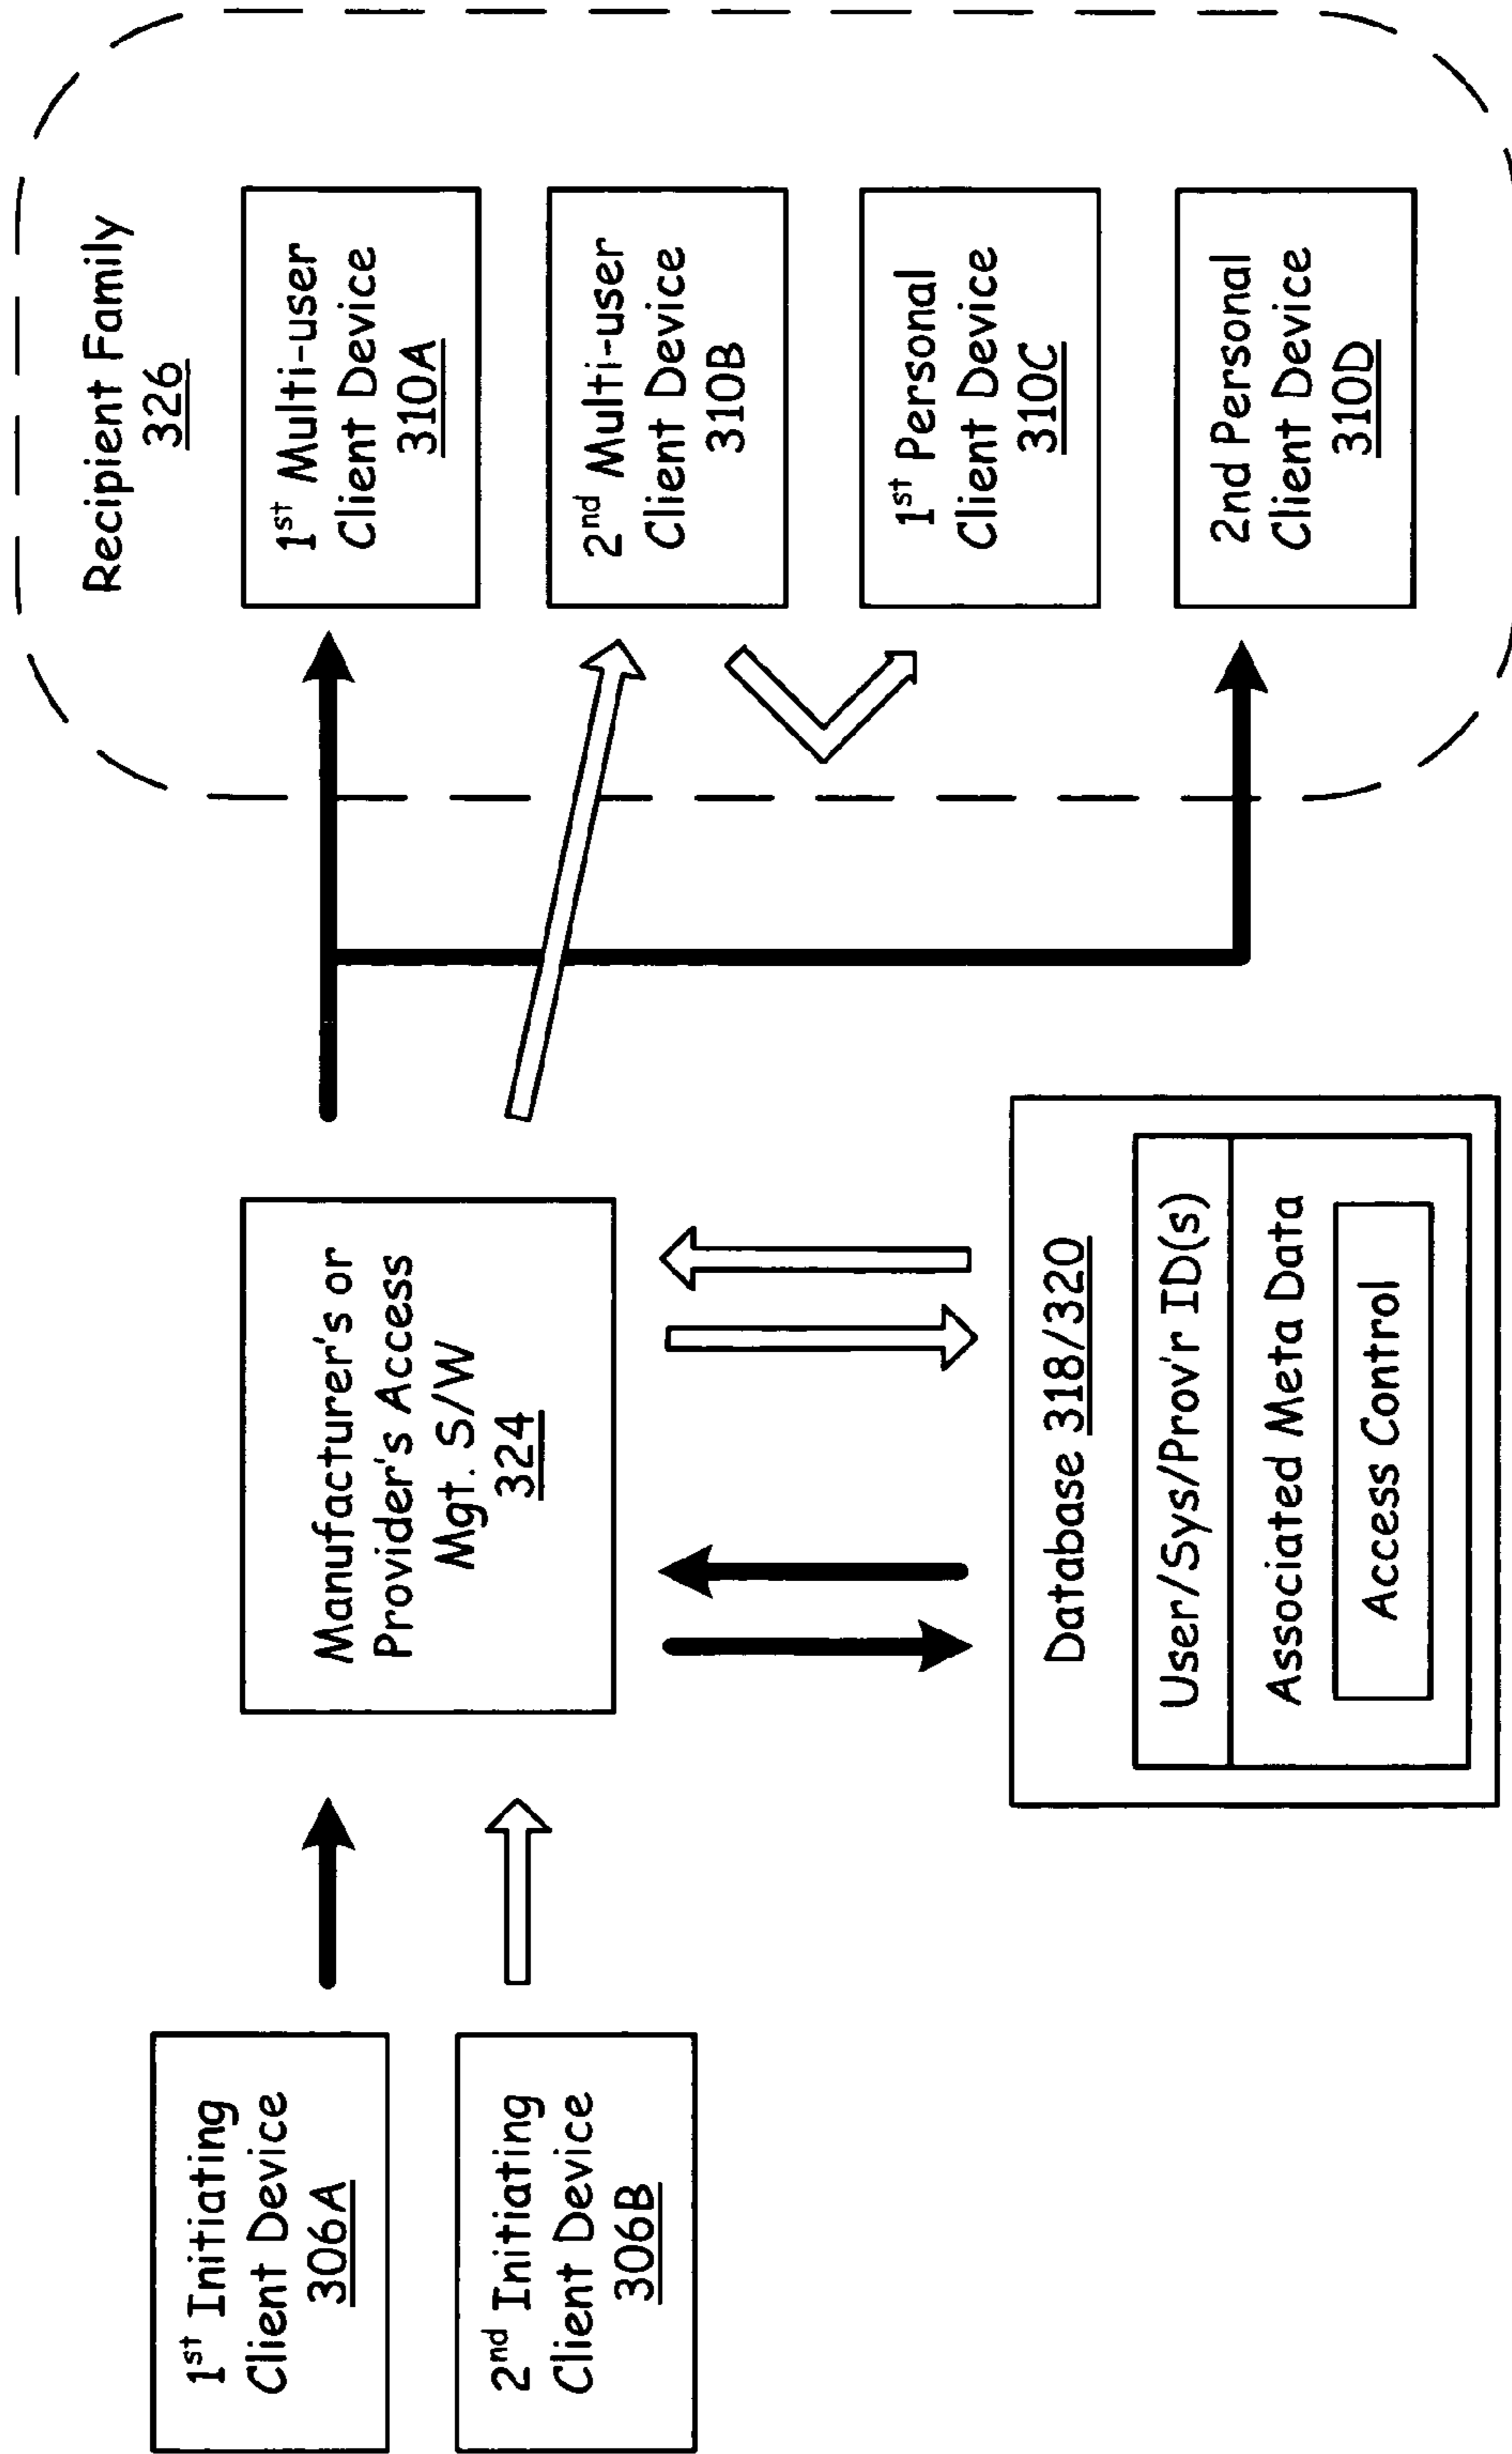 1st Initiating
Client Device
306A
2nd Initiating
Client Device
306B
Manufacturer's or
Provider's Access
Mgt. S/W
324
Database 318/320
User/Sys/Prov'r ID(s)
Associated Meta Data
Access Control
Recipient Family
326
1st Multi-user
Client Device
310A
2nd Multi-user
Client Device
310B
1st Personal
Client Device
310C
2nd Personal
Client Device
310D